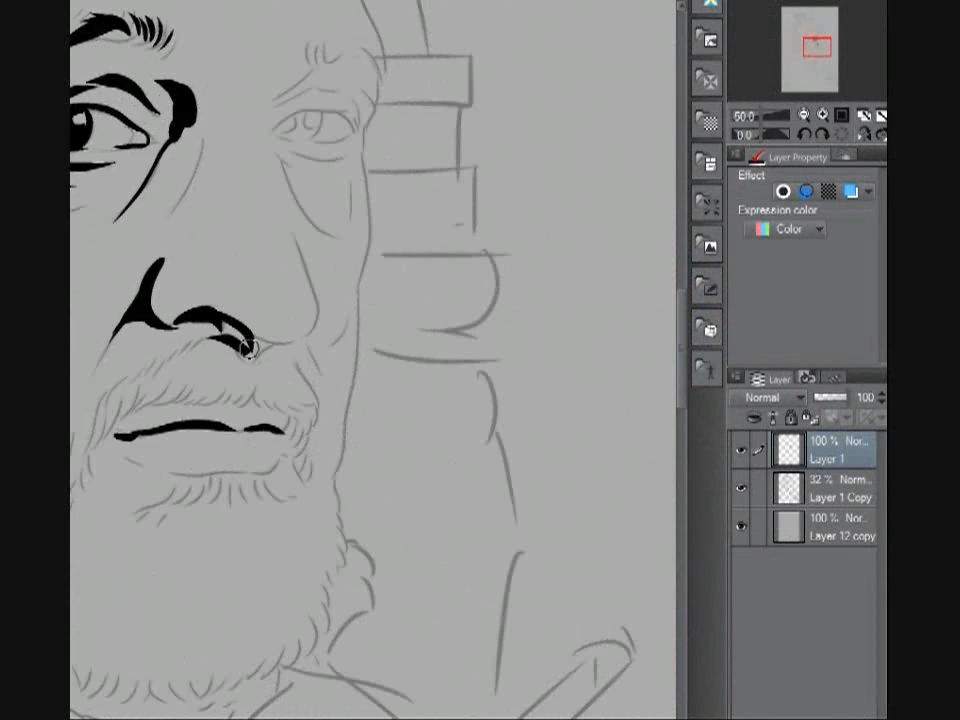 50.0
0.0
Layer Property
Effect
Expression color
Color
Layer
Normal
100
100 % Nor...
Layer 1
32 % Norm...
Layer 1 Copy
100 % Nor...
Layer 12 copy